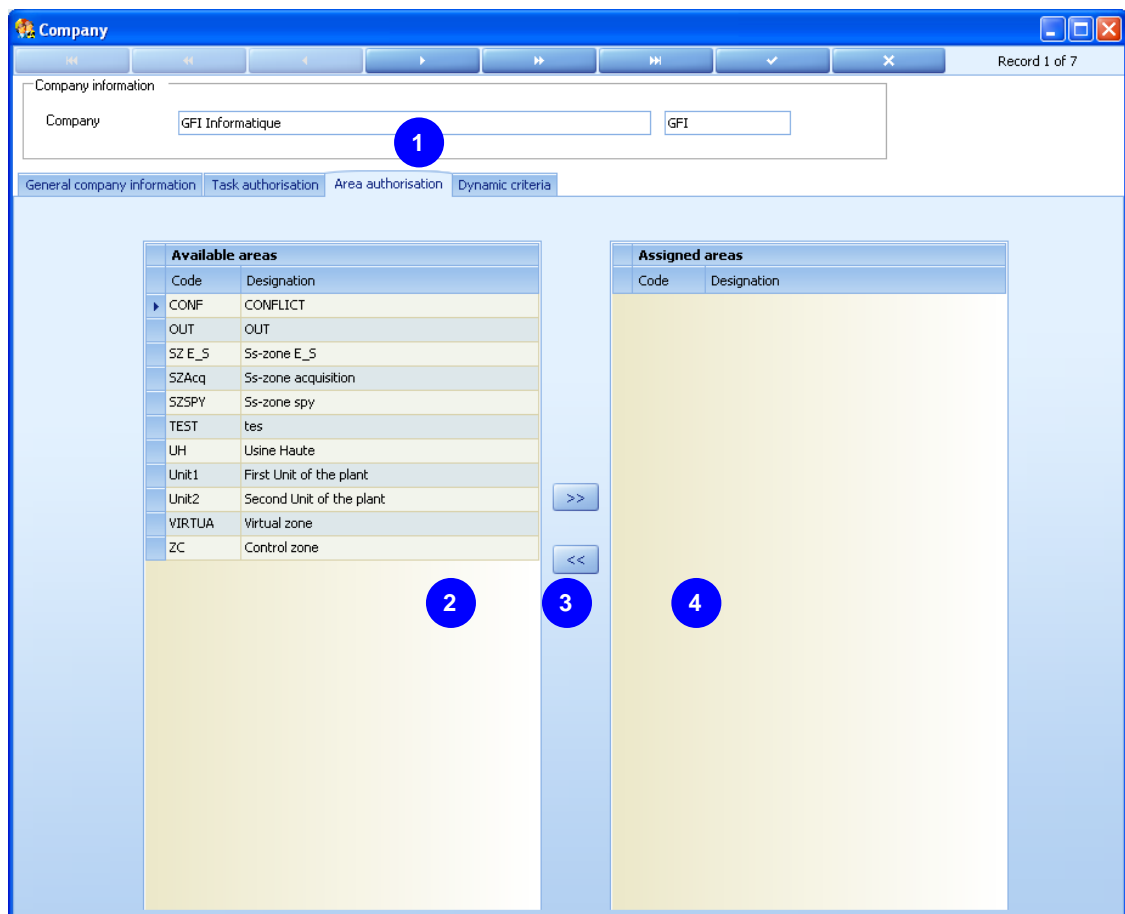 Company
Record 1 of 7
Company information
Company GFI Informatique GFI
1
General company information Task authorisation Area authorisation Dynamic criteria
Available areas Assigned areas
Code Designation Code Designation
CONF CONFLICT
OUT OUT
SZ E_S Ss-zone E_S
SZAcq Ss-zone acquisition
SZSPY Ss-zone spy
TEST tes
UH Usine Haute
Unit1 First Unit of the plant
Unit2 Second Unit of the plant >>
VIRTUA Virtual zone
ZC Control zone
<<
2 3 4